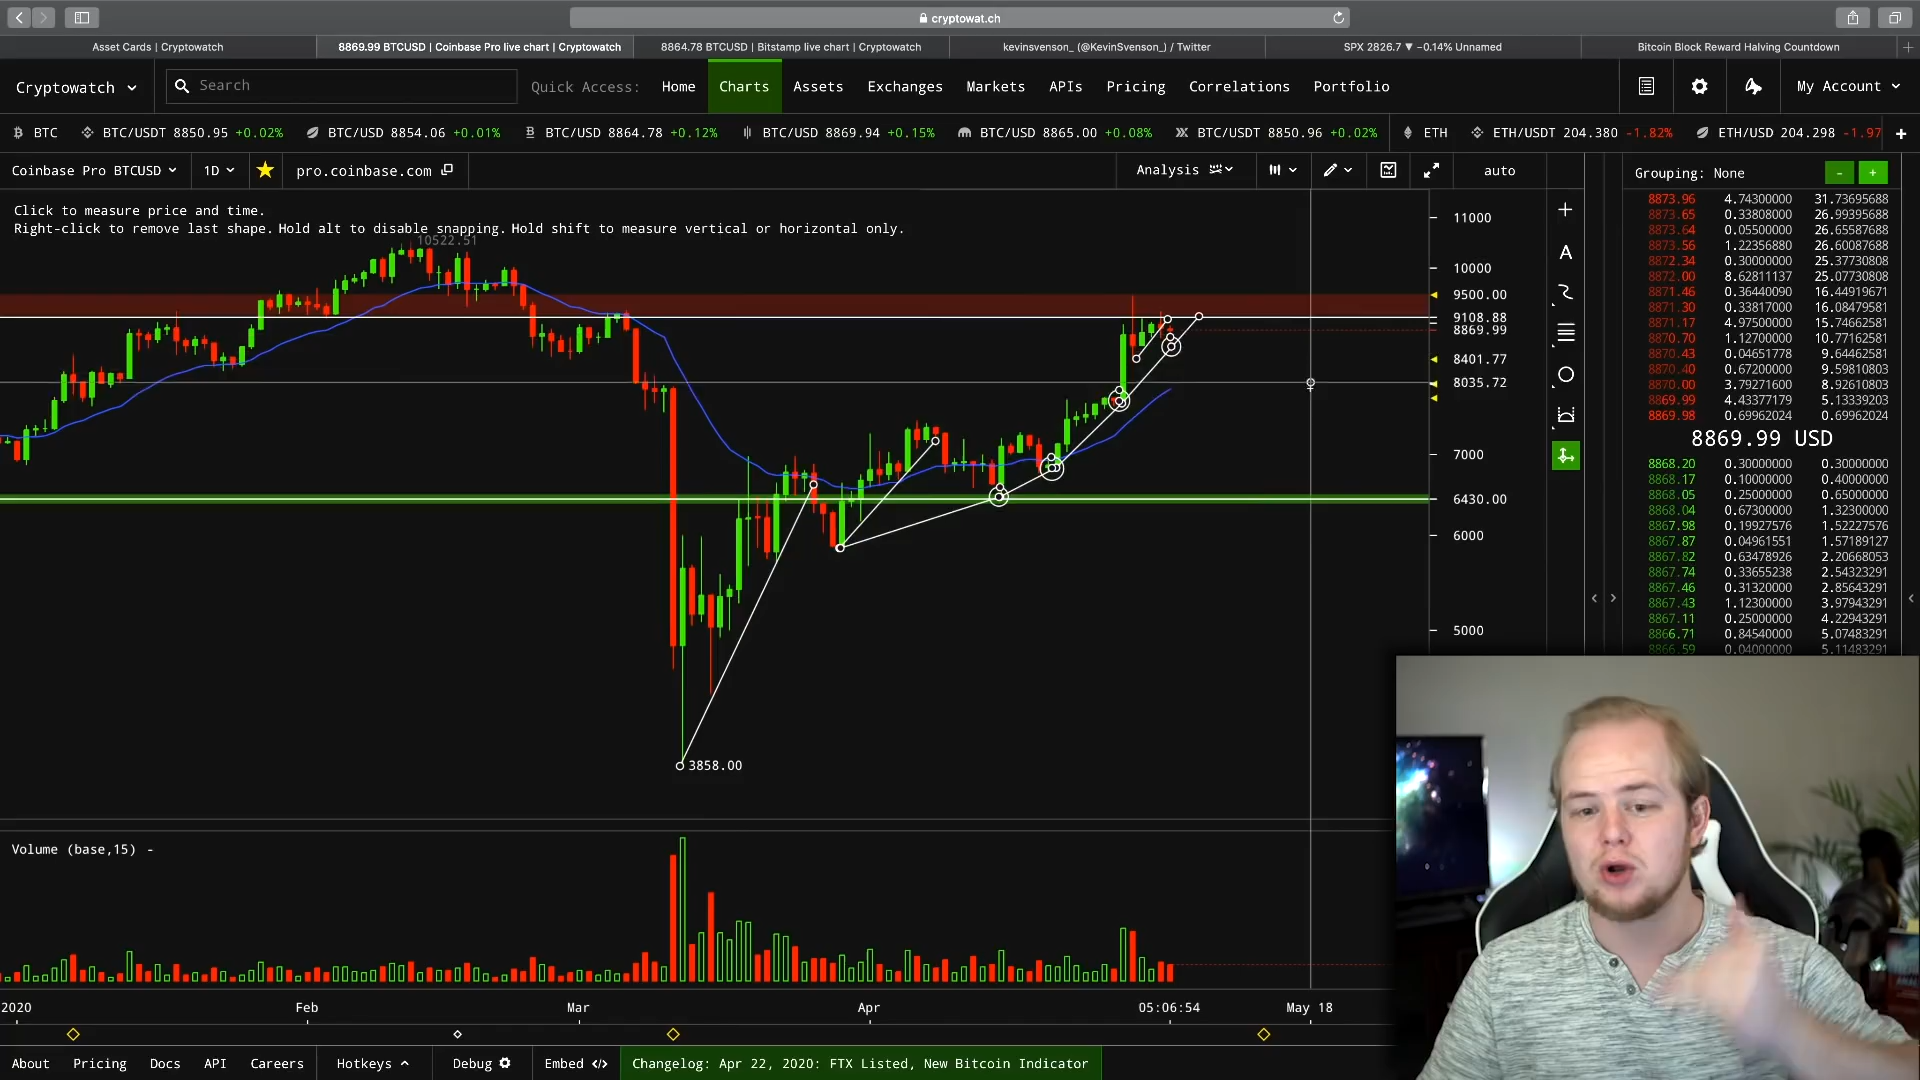 cryptowat.ch
Asset Cards | Cryptowatch
8869.99 BTCUSD | Coinbase Pro live chart | Cryptowatch
8864.78 BTCUSD | Bitstamp live chart | Cryptowatch
kevinsvenson_ (@KevinSvenson_) / Twitter
SPX 2826.7 ▼ −0.14% Unnamed
Bitcoin Block Reward Halving Countdown
Cryptowatch
Search
Quick Access:
Home
Charts
Assets
Exchanges
Markets
APIs
Pricing
Correlations
Portfolio
My Account
BTC
BTC/USDT 8850.95 +0.02%
BTC/USD 8854.06 +0.01%
BTC/USD 8864.78 +0.12%
BTC/USD 8869.94 +0.15%
BTC/USD 8865.00 +0.08%
BTC/USDT 8850.96 +0.02%
ETH
ETH/USDT 204.380 -1.82%
ETH/USD 204.298 -1.97
Coinbase Pro BTCUSD
1D
pro.coinbase.com
Analysis
auto
Grouping: None
- +
Click to measure price and time.
Right-click to remove last shape. Hold alt to disable snapping. Hold shift to measure vertical or horizontal only.
10522.51
11000
10000
9500.00
9108.88
8869.99
8401.77
8035.72
7000
6430.00
6000
5000
3858.00
A
8873.96 4.74300000 31.73695688
8873.65 0.33808000 26.99395688
8873.64 0.05500000 26.65587688
8873.56 1.22356880 26.60087688
8872.34 0.30000000 25.37730808
8872.00 8.62811137 25.07730808
8871.46 0.36440090 16.44919671
8871.33 0.31817000 16.08479581
8871.17 4.97500000 15.76662581
8870.70 1.12700000 10.77162581
8870.43 0.04651778 9.64462581
8870.40 0.67200000 9.59810803
8870.00 3.79271600 8.92610803
8869.99 4.43377179 5.13339203
8869.98 0.69962024 0.69962024
8869.99 USD
8868.20 0.30000000 0.30000000
8868.17 0.10000000 0.40000000
8868.05 0.25000000 0.65000000
8868.04 0.67300000 1.32300000
8867.98 0.19927576 1.52227576
8867.87 0.04961551 1.57189127
8867.82 0.63478926 2.20668053
8867.74 0.33655238 2.54323291
8867.46 0.31320000 2.85643291
8867.43 1.12300000 3.97943291
8867.11 0.25000000 4.22943291
8866.71 0.84540000 5.07483291
8866.59 0.04000000 5.11483291
Volume (base,15) -
2020
Feb
Mar
Apr
05:06:54
May 18
About
Pricing
Docs
API
Careers
Hotkeys
Debug
Embed </>
Changelog: Apr 22, 2020: FTX Listed, New Bitcoin Indicator